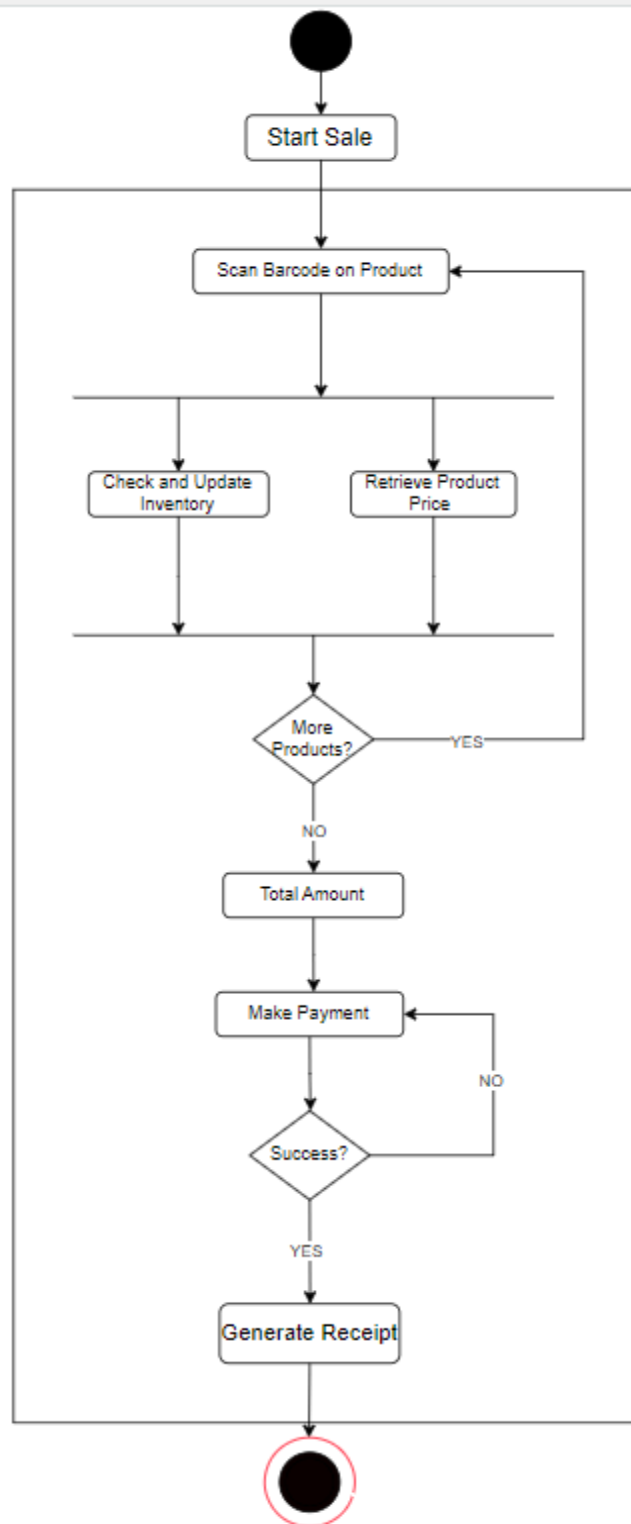 Start Sale
Scan Barcode on Product
Check and Update
Inventory
Retrieve Product
Price
More
Products?
YES
NO
Total Amount
Make Payment
NO
Success?
YES
Generate Receipt